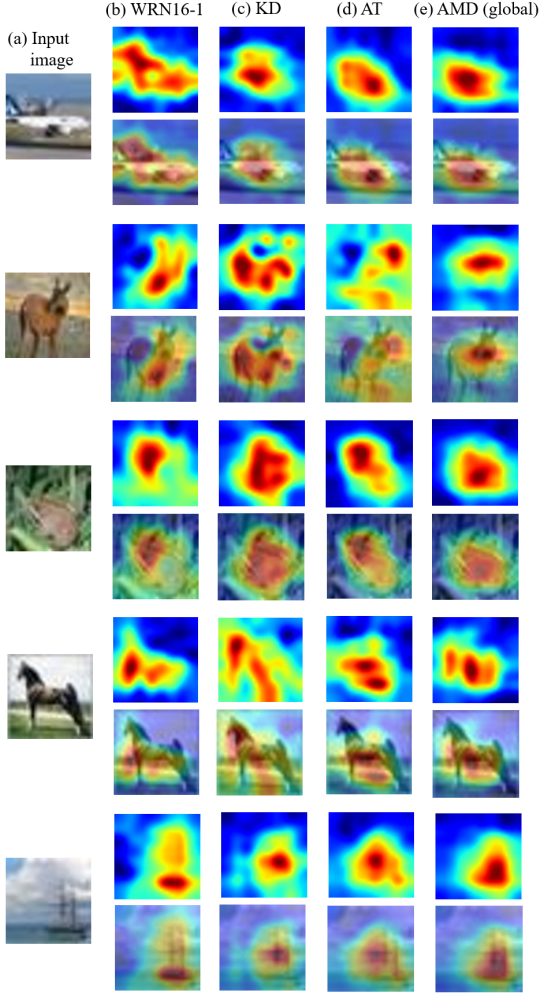 (a) Input
image
(b) WRN16-1
(c) KD
(d) AT
(e) AMD (global)